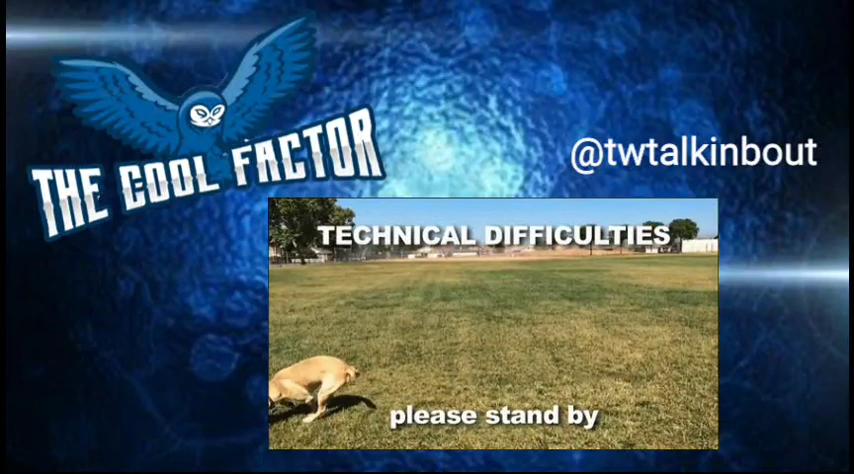 THE COOL FACTOR
@twtalkinbout
TECHNICAL DIFFICULTIES
please stand by